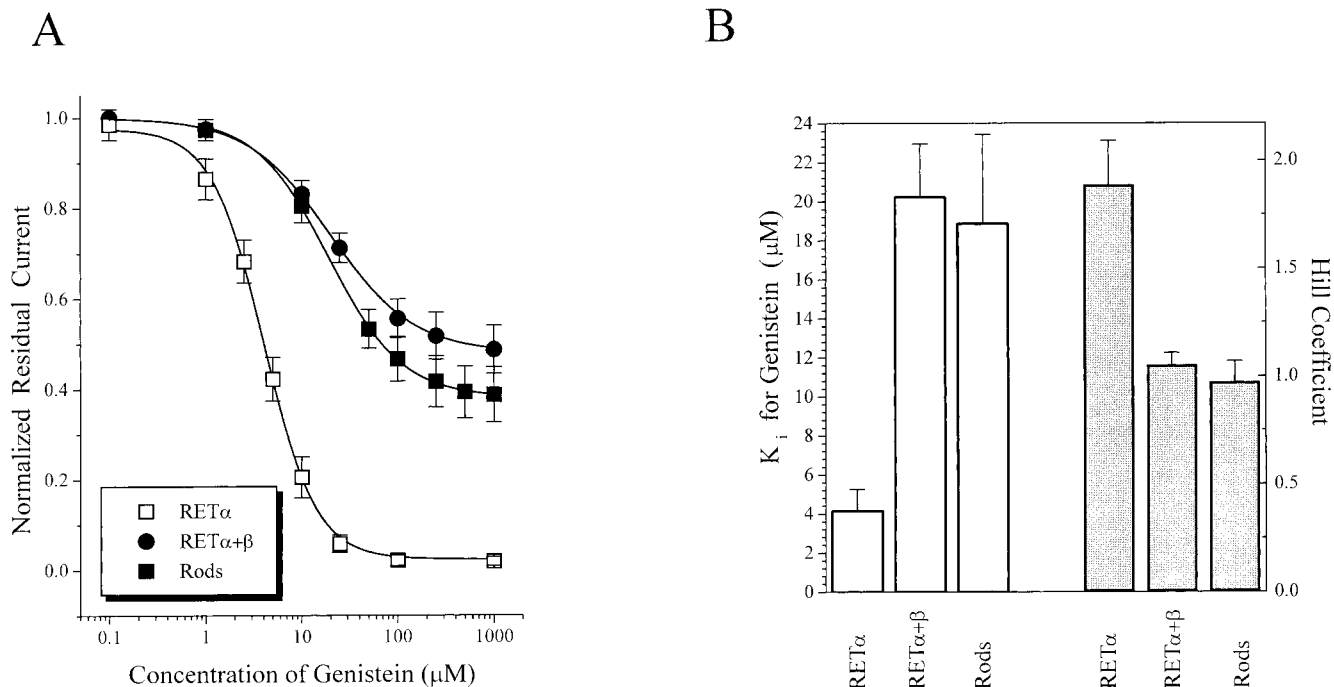 A
Normalized Residual Current
1.0
0.8
0.6
0.4
0.2
0.0
RETα
RETα+β
Rods
0.1
1
10
100
1000
Concentration of Genistein (μM)
B
K i for Genistein (μM)
24
22
20
18
16
14
12
10
8
6
4
2
0
2.0
1.5
1.0
0.5
0.0
Hill Coefficient
RETα
RETα+β
Rods
RETα
RETα+β
Rods